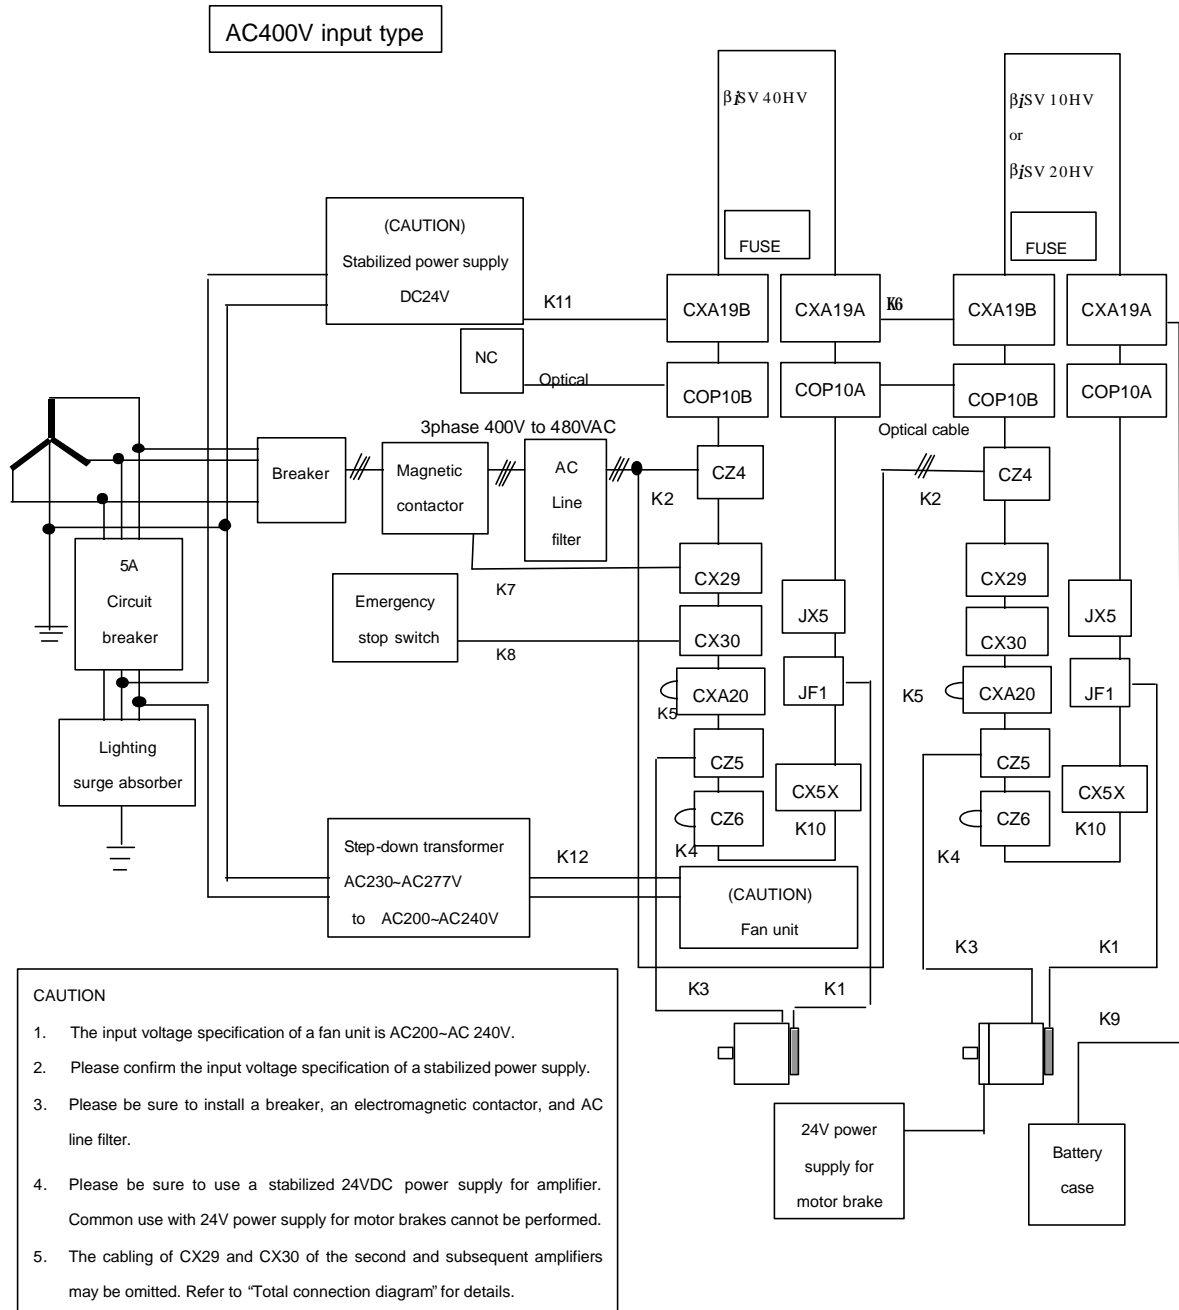 AC400V input type
βiSV 40HV
βiSV 10HV
or
βiSV 20HV
FUSE
FUSE
(CAUTION)
Stabilized power supply
DC24V
K11
CXA19B
CXA19A
K6
CXA19B
CXA19A
NC
Optical
COP10B
COP10A
COP10B
COP10A
3phase 400V to 480VAC
Optical cable
Breaker
Magnetic
contactor
AC
Line
filter
K2
CZ4
K2
CZ4
5A
Circuit
breaker
K7
CX29
CX29
Emergency
stop switch
K8
CX30
JX5
CX30
JX5
K5
CXA20
JF1
K5
CXA20
JF1
Lighting
surge absorber
CZ5
CX5X
CZ5
CX5X
K4
CZ6
K10
K4
CZ6
K10
Step-down transformer
AC230~AC277V
to AC200~AC240V
K12
(CAUTION)
Fan unit
K3
K1
K3
K1
K9
24V power
supply for
motor brake
Battery
case
CAUTION
1. The input voltage specification of a fan unit is AC200~AC 240V.
2. Please confirm the input voltage specification of a stabilized power supply.
3. Please be sure to install a breaker, an electromagnetic contactor, and AC
line filter.
4. Please be sure to use a stabilized 24VDC power supply for amplifier.
Common use with 24V power supply for motor brakes cannot be performed.
5. The cabling of CX29 and CX30 of the second and subsequent amplifiers
may be omitted. Refer to “Total connection diagram” for details.